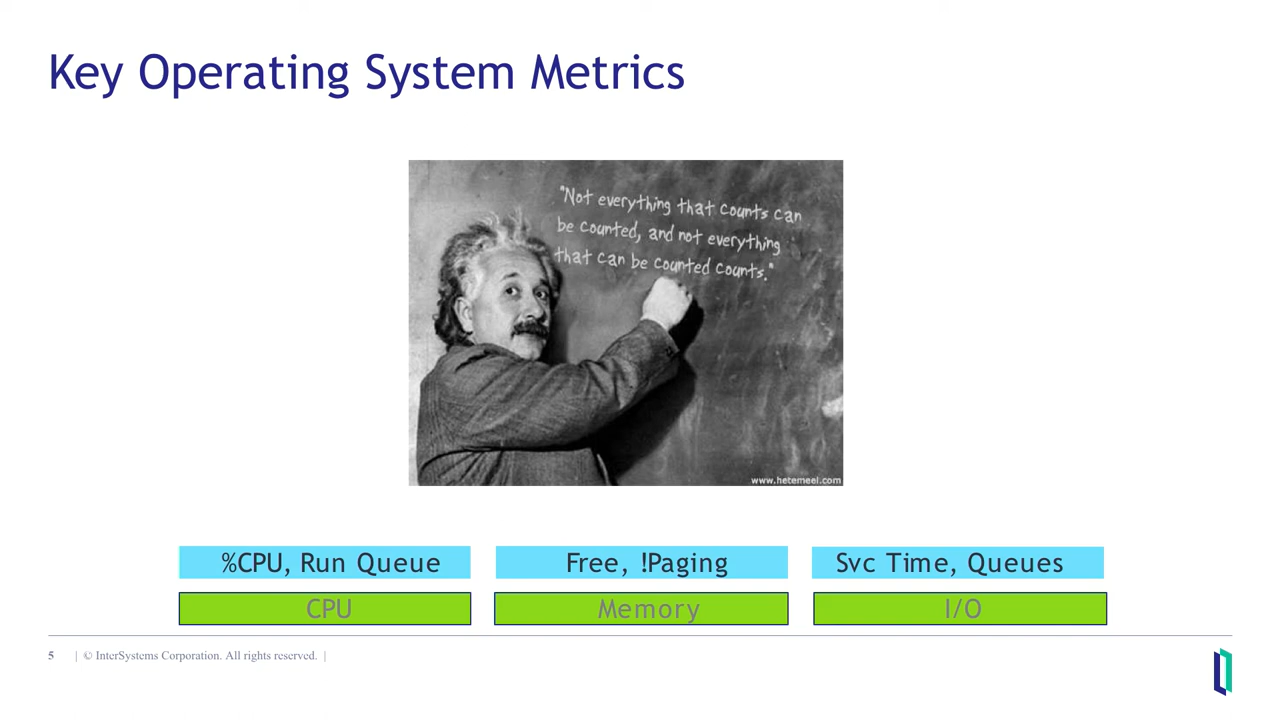 Key Operating System Metrics
"Not everything that counts can
be counted, and not everything
that can be counted counts."
www.hetemeel.com
%CPU, Run Queue
Free, !Paging
Svc Time, Queues
CPU
Memory
I/O
5 | © InterSystems Corporation. All rights reserved. |